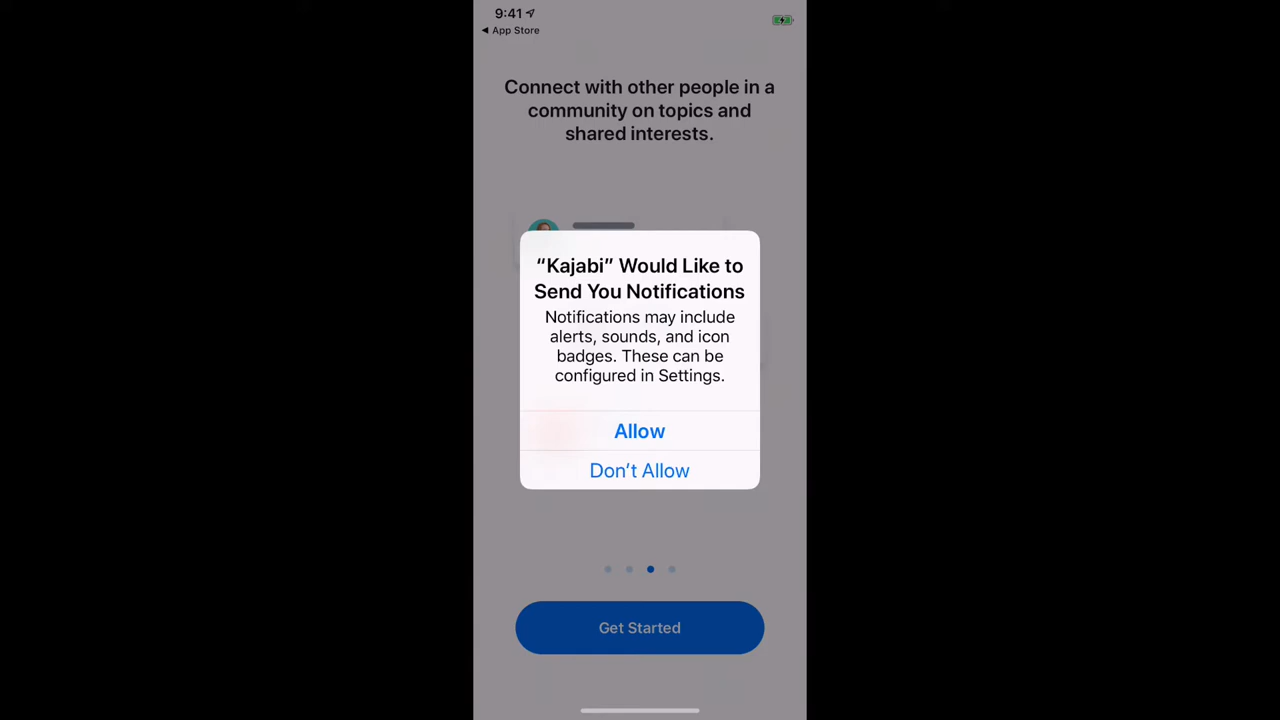 9:41
◀ App Store
Connect with other people in a
community on topics and
shared interests.
“Kajabi” Would Like to
Send You Notifications
Notifications may include
alerts, sounds, and icon
badges. These can be
configured in Settings.
Allow
Don’t Allow
Get Started